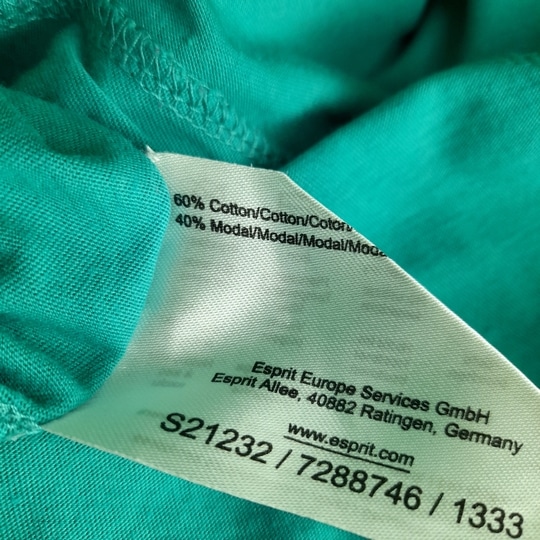 60% Cotton/Cotton/Coton/
40% Modal/Modal/Modal/Moda
Esprit Europe Services GmbH
Esprit Allee, 40882 Ratingen, Germany
www.esprit.com
S21232 / 7288746 / 1333